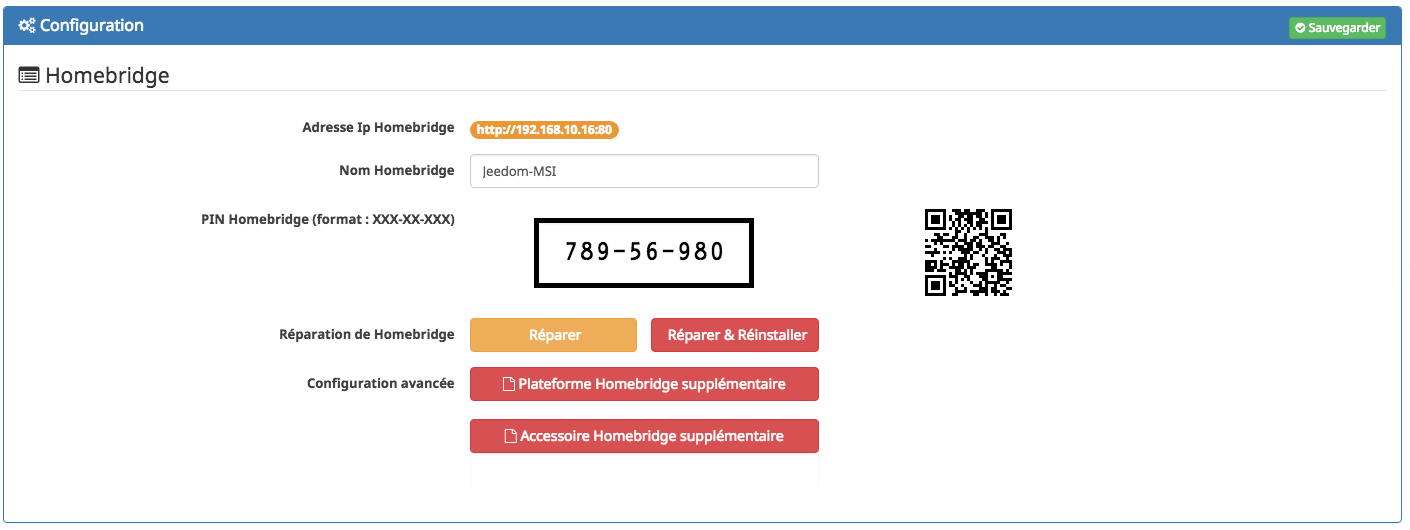 Configuration
Sauvegarder
Homebridge
Adresse Ip Homebridge http://192.168.10.16:80
Nom Homebridge Jeedom-MSI
PIN Homebridge (format : XXX-XX-XXX) 789-56-980
Réparation de Homebridge Réparer Réparer & Réinstaller
Configuration avancée Plateforme Homebridge supplémentaire
Accessoire Homebridge supplémentaire